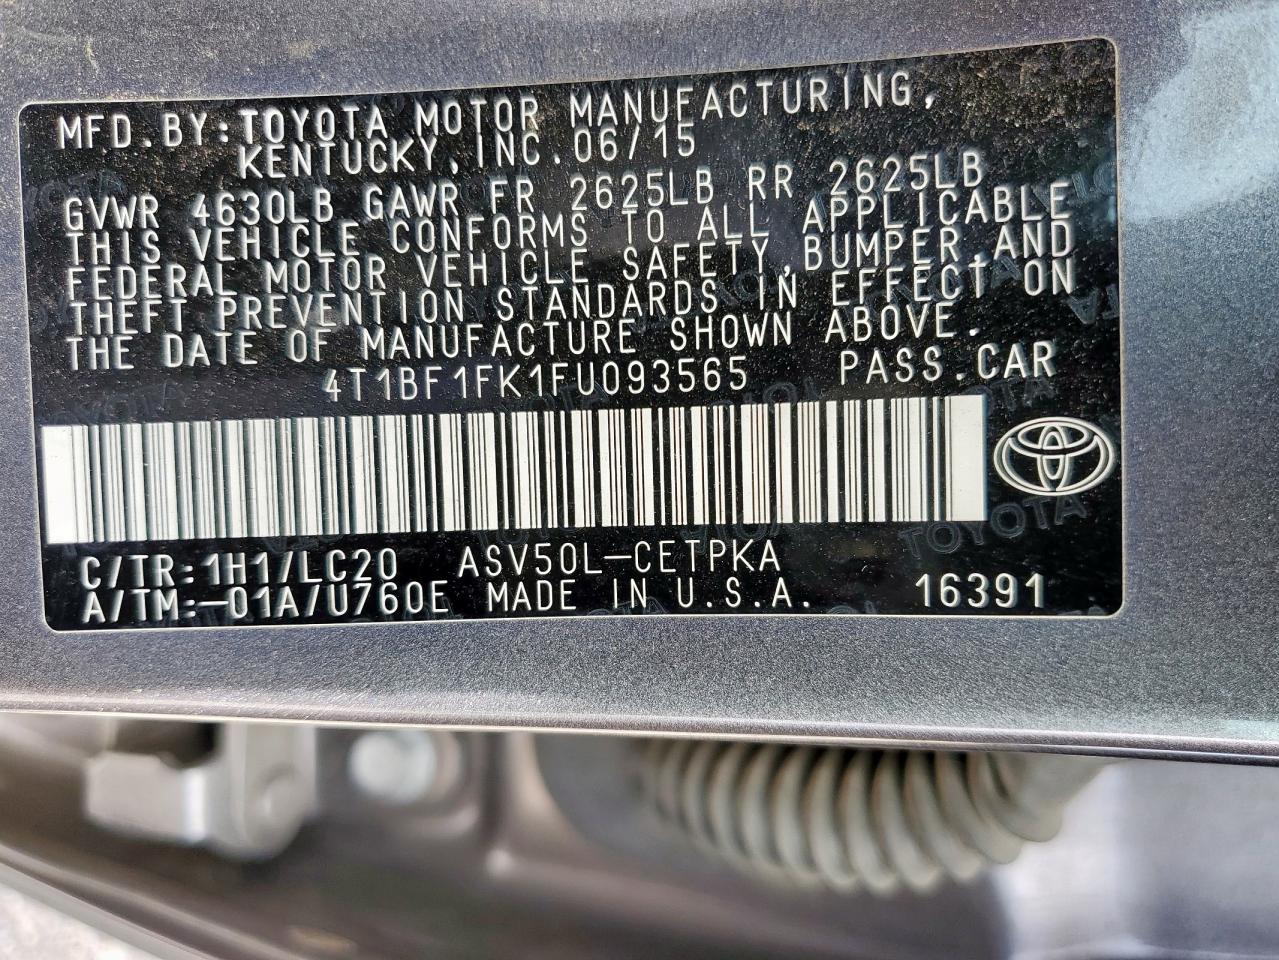 MFD.BY:TOYOTA MOTOR MANUFACTURING,
KENTUCKY,INC.06/15
GVWR 4630LB GAWR FR 2625LB RR 2625LB
THIS VEHICLE CONFORMS TO ALL APPLICABLE
FEDERAL MOTOR VEHICLE SAFETY,BUMPER,AND
THEFT PREVENTION STANDARDS IN EFFECT ON
THE DATE OF MANUFACTURE SHOWN ABOVE.
4T1BF1FK1FU093565 PASS.CAR
C/TR:1H1/LC20 ASV50L-CETPKA
A/TM:-01A/U760E MADE IN U.S.A. 16391